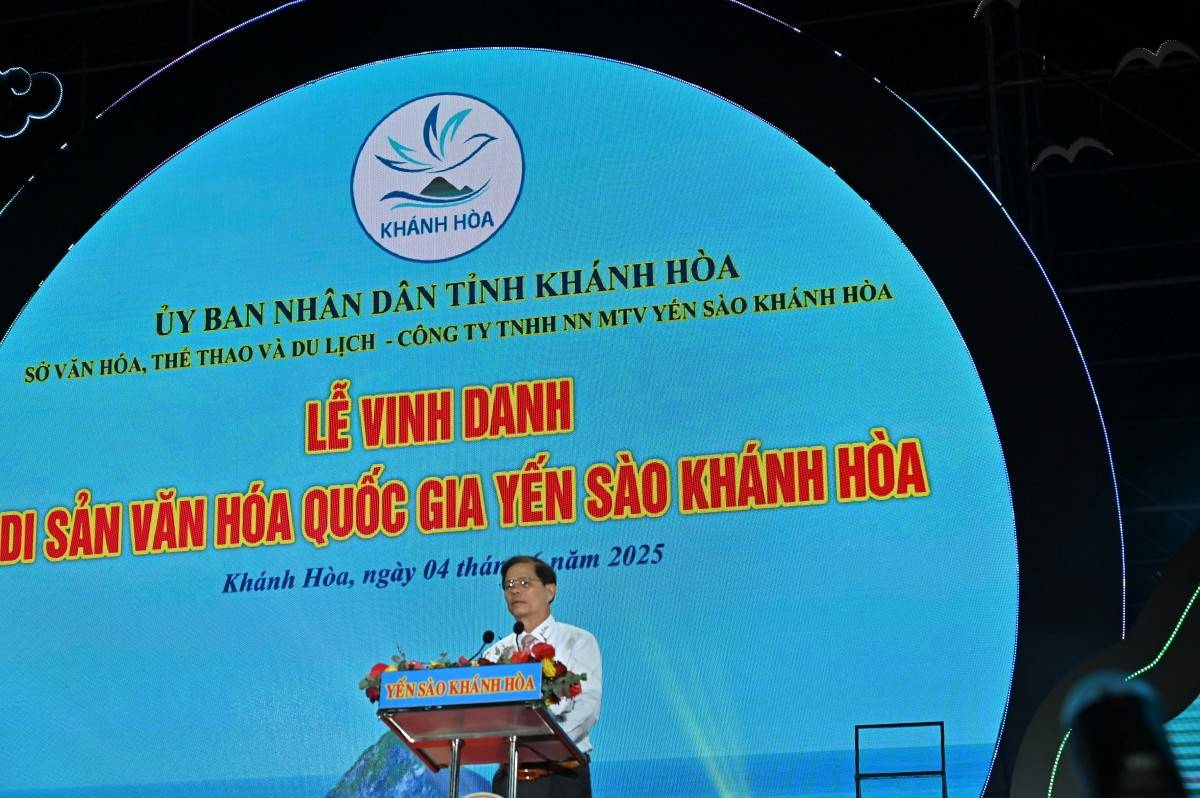 KHÁNH HÒA
ỦY BAN NHÂN DÂN TỈNH KHÁNH HÒA
SỞ VĂN HÓA, THỂ THAO VÀ DU LỊCH - CÔNG TY TNHH NN MTV YẾN SÀO KHÁNH HÒA
LỄ VINH DANH
DI SẢN VĂN HÓA QUỐC GIA YẾN SÀO KHÁNH HÒA
Khánh Hòa, ngày 04 năm 2025
YẾN SÀO KHÁNH HÒA